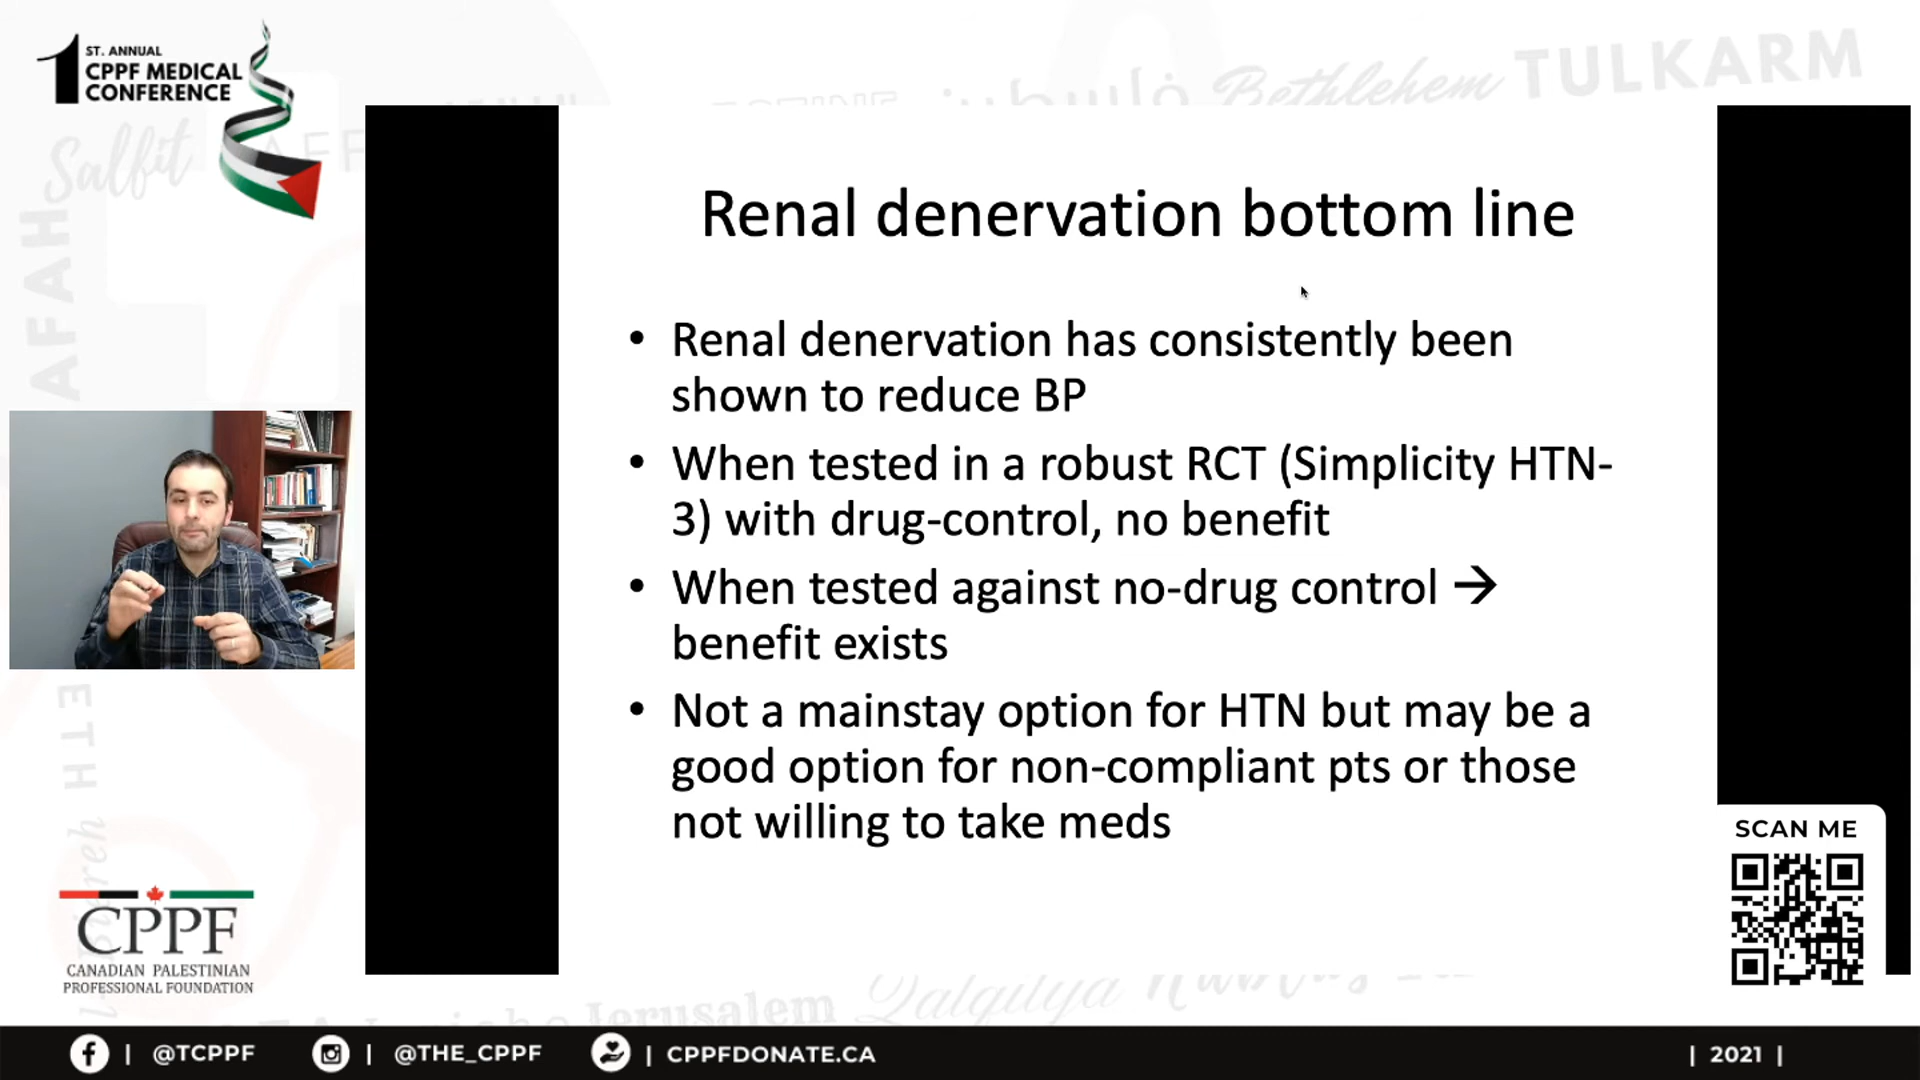 ST. ANNUAL
1 CPPF MEDICAL
CONFERENCE
Bethlehem TULKARM
Salfit
Renal denervation bottom line
• Renal denervation has consistently been
shown to reduce BP
• When tested in a robust RCT (Simplicity HTN-
3) with drug-control, no benefit
• When tested against no-drug control →
benefit exists
• Not a mainstay option for HTN but may be a
good option for non-compliant pts or those
not willing to take meds
SCAN ME
CPPF
CANADIAN PALESTINIAN
PROFESSIONAL FOUNDATION
Jerusalem Qalqilya
| @TCPPF | @THE_CPPF | CPPFDONATE.CA | 2021 |